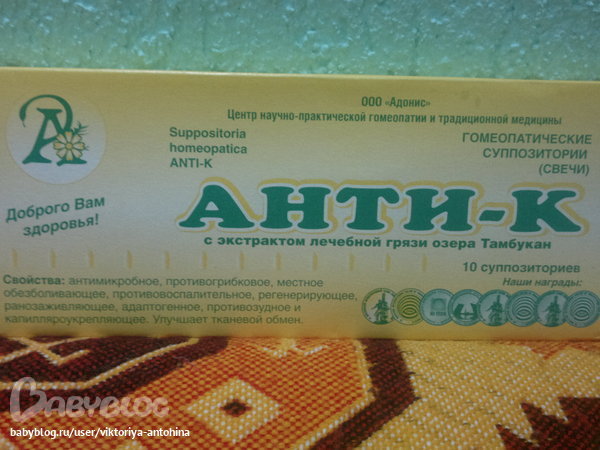 ООО «Адонис»
Центр научно-практической гомеопатии и традиционной медицины
Suppositoria
homeopatica
ANTI-K
ГОМЕОПАТИЧЕСКИЕ
СУППОЗИТОРИИ
(СВЕЧИ)
А
Доброго Вам
здоровья!
АНТИ-К
с экстрактом лечебной грязи озера Тамбукан
10 суппозиториев
Наши награды:
Свойства: антимикробное, противогрибковое, местное
обезболивающее, противовоспалительное, регенерирующее,
ранозаживляющее, адаптогенное, противозудное и
капилляроукрепляющее. Улучшает тканевой обмен.
BABYBLOG
babyblog.ru/user/viktoriya-antohina